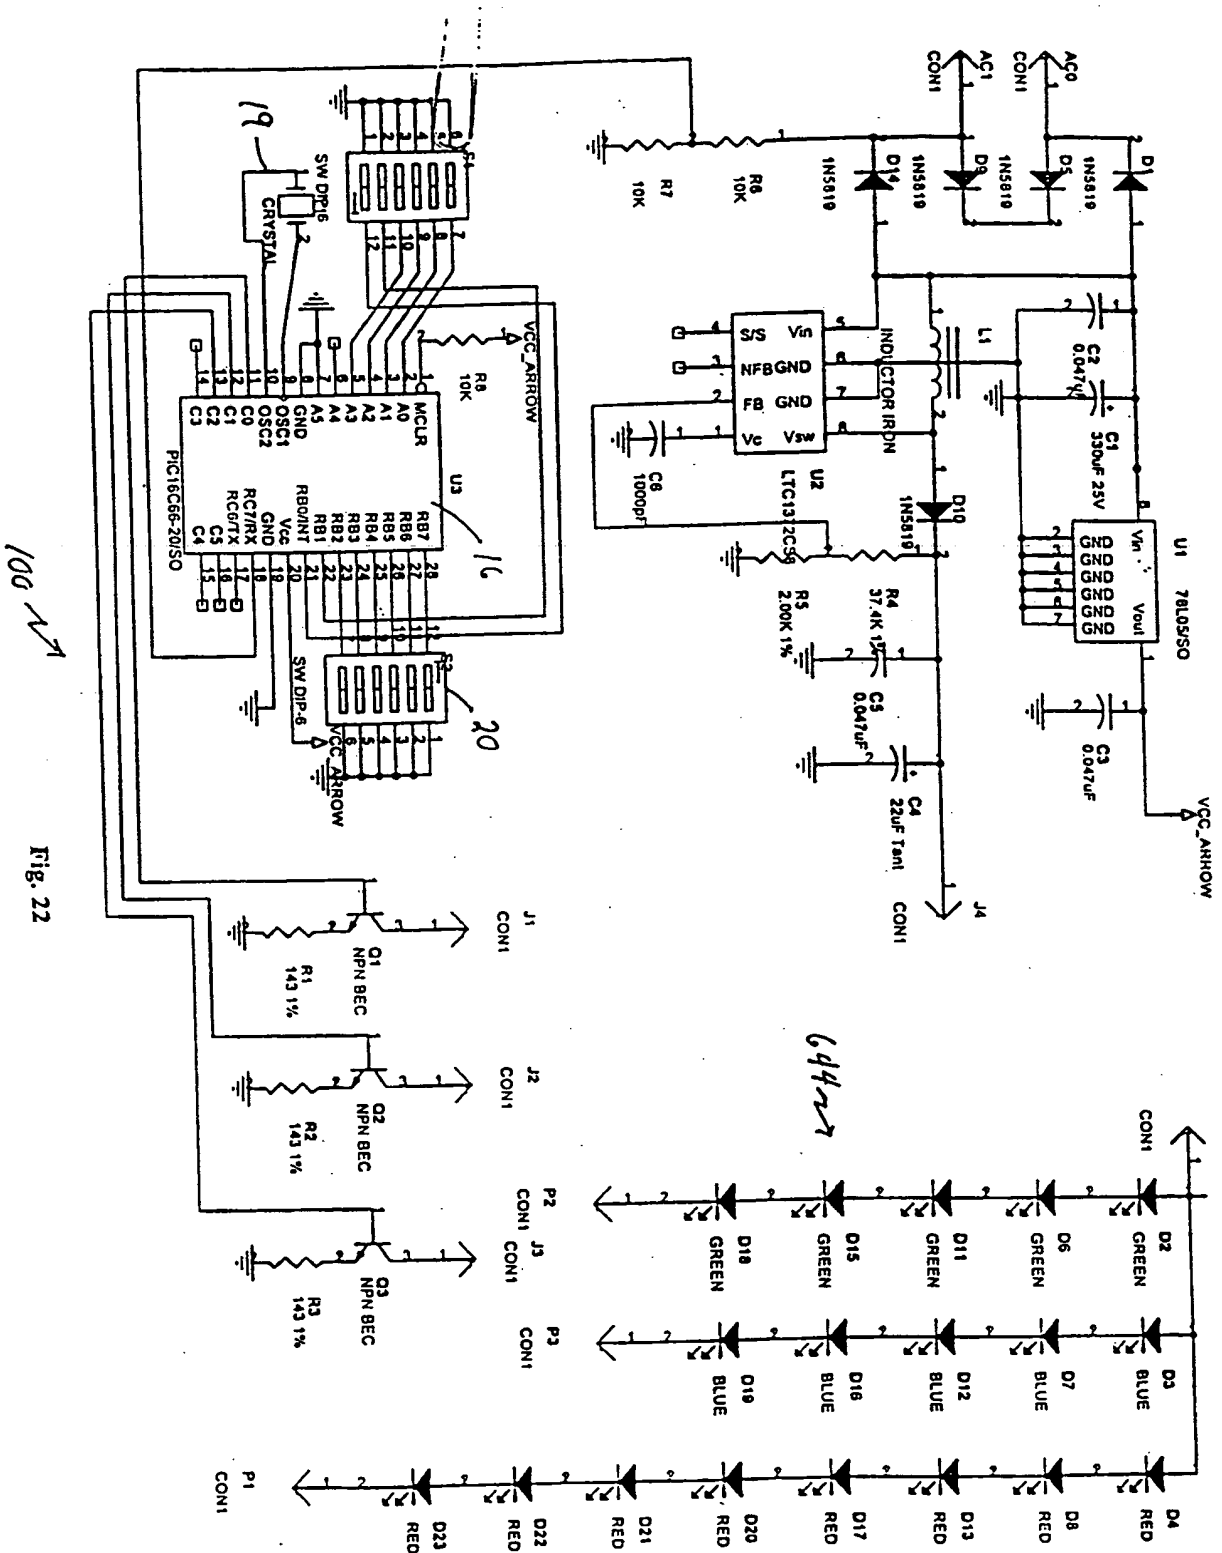 AC0
CON1
AC1
CON1
D1
1N5819
D5
1N5819
D9
1N5819
D14
1N5819
R6
10K
R7
10K
C2
0.047uF
C1
330uF 25V
U1
78L05/SO
Vin
Vout
GND
GND
GND
GND
GND
GND
C3
0.047uF
VCC_ARROW
L1
INDUCTOR IRON
U2
S/S
NFB
FB
Vc
Vin
GND
GND
Vsw
C6
1000pF
D10
1N5819
R4
37.4K 1%
R5
2.00K 1%
C5
0.047uF
C4
22uF Tant
J4
CON1
19
SW DIP16
CRYSTAL
VCC_ARROW
R8
10K
U3
PIC16C66-20/SO
MCLR
A0
A1
A2
A3
A4
A5
GND
OSC1
OSC2
C0
C1
C2
C3
RB7
RB6
RB5
RB4
RB3
RB2
RB1
RB0/INT
Vcc
GND
RC7/RX
RC6/TX
C5
C4
16
20
SW DIP-6
VCC_ARROW
100
Fig. 22
J1
CON1
Q1
NPN BEC
R1
143 1%
J2
CON1
Q2
NPN BEC
R2
143 1%
J3
CON1
Q3
NPN BEC
R3
143 1%
644
CON1
D2
GREEN
D6
GREEN
D11
GREEN
D15
GREEN
D18
GREEN
P2
CON1
D3
BLUE
D7
BLUE
D12
BLUE
D16
BLUE
D19
BLUE
P3
CON1
D4
RED
D8
RED
D13
RED
D17
RED
D20
RED
D21
RED
D22
RED
D23
RED
P1
CON1